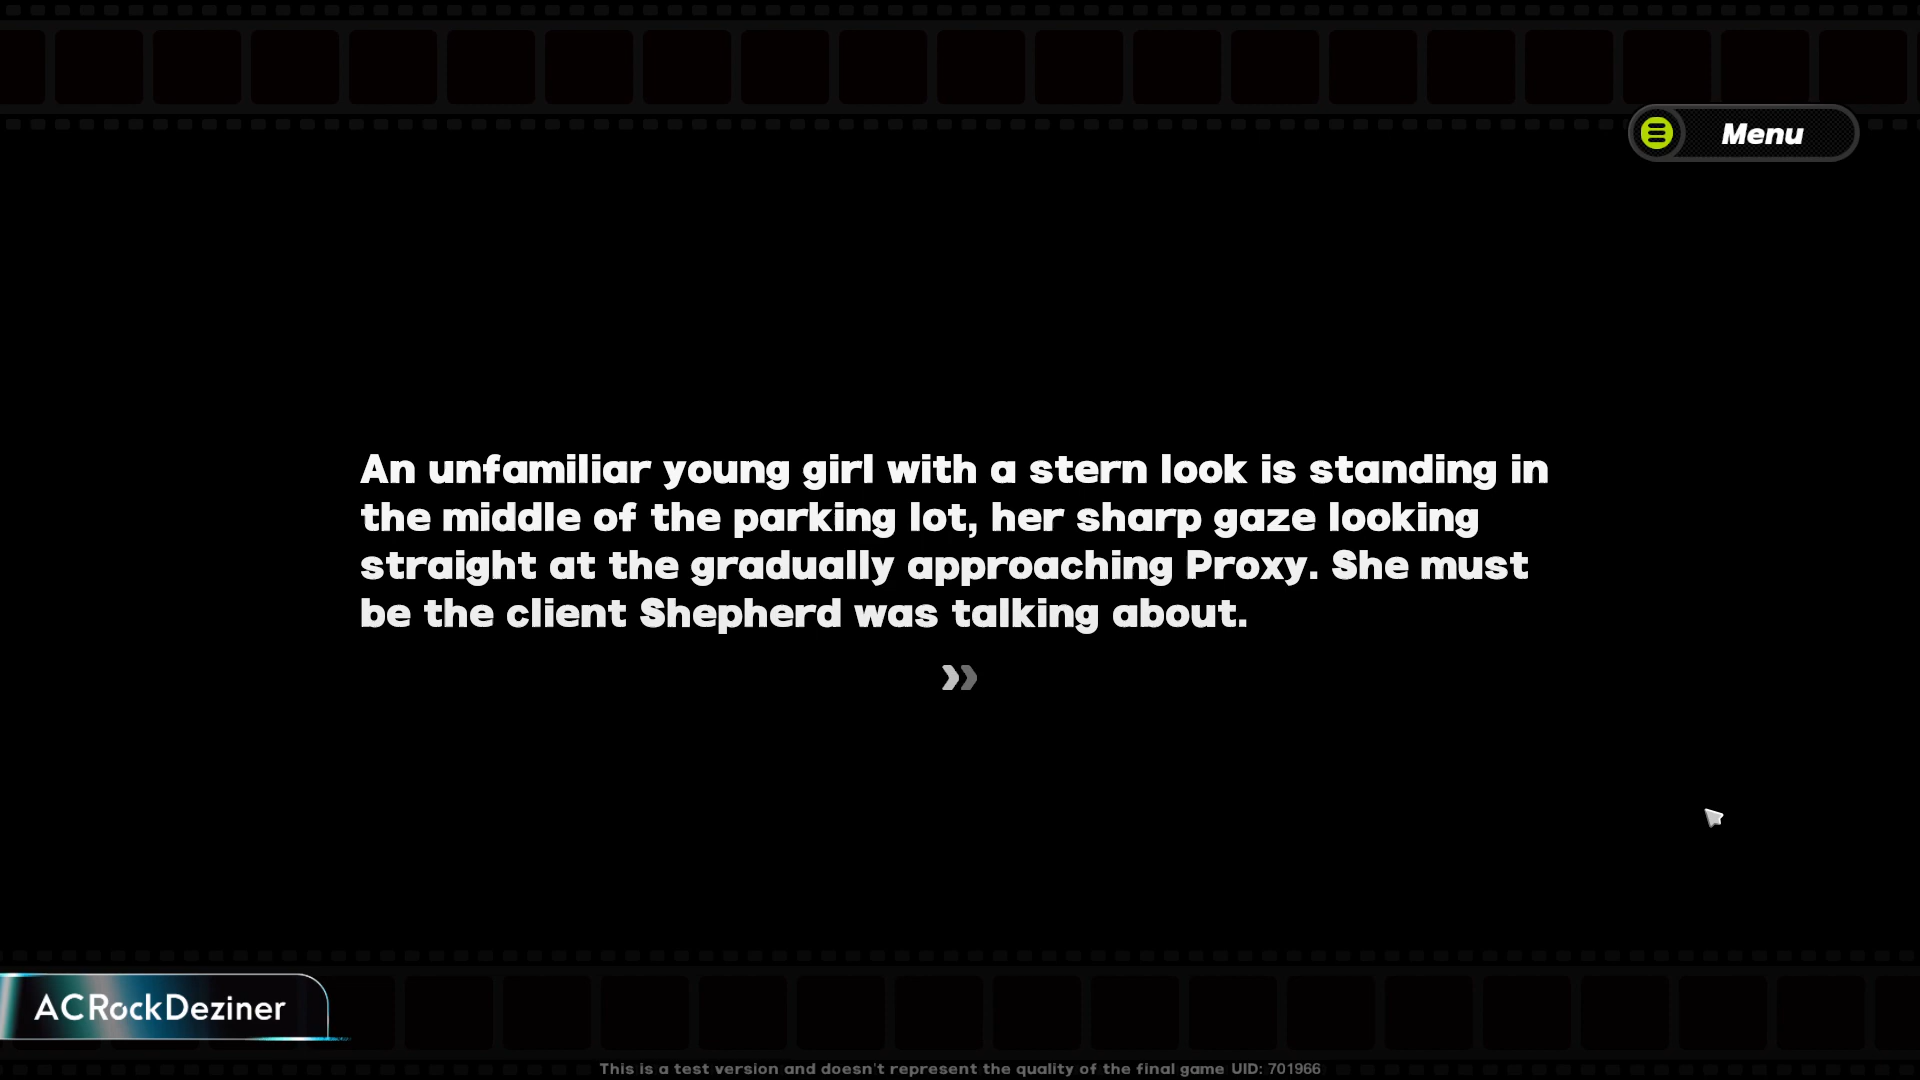 Menu
An unfamiliar young girl with a stern look is standing in
the middle of the parking lot, her sharp gaze looking
straight at the gradually approaching Proxy. She must
be the client Shepherd was talking about.
ACRockDeziner
This is a test version and doesn't represent the quality of the final game UID: 701966